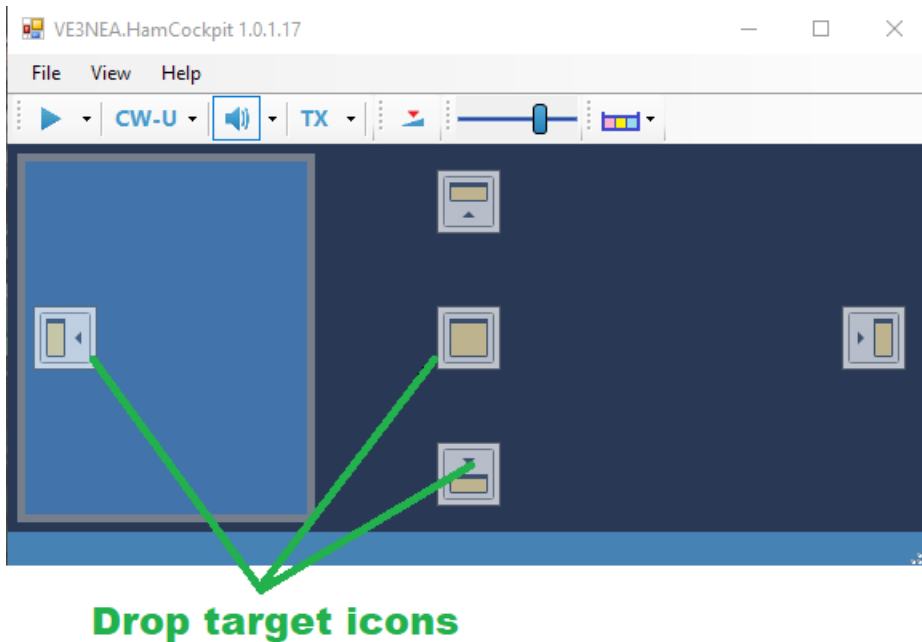 VE3NEA.HamCockpit 1.0.1.17
File View Help
CW-U TX
Drop target icons